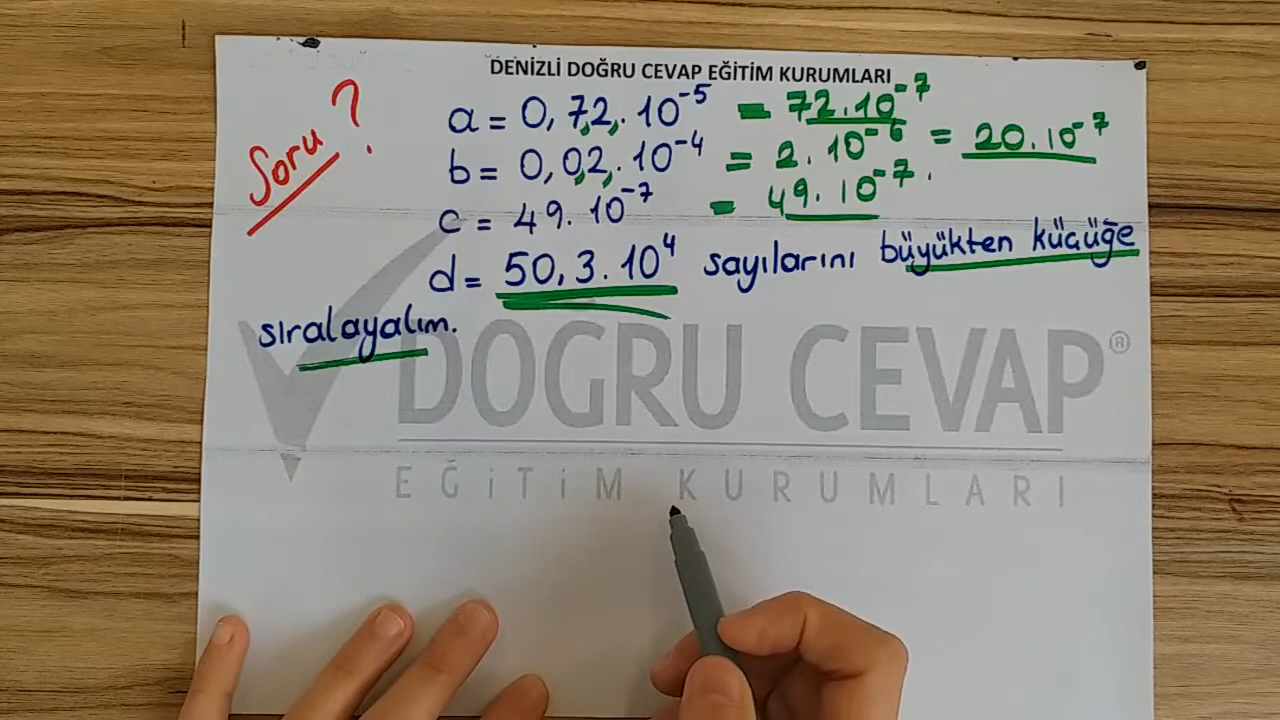 DENİZLİ DOĞRU CEVAP EĞİTİM KURUMLARI
Soru ?
a = 0,72.10⁻⁵ = 72.10⁻⁷
b = 0,02.10⁻⁴ = 2.10⁻⁶ = 20.10⁻⁷
c = 49.10⁻⁷ = 49.10⁻⁷.
d = 50,3.10⁴ sayılarını büyükten küçüğe
sıralayalım.
DOĞRU CEVAP®
EĞİTİM KURUMLARI